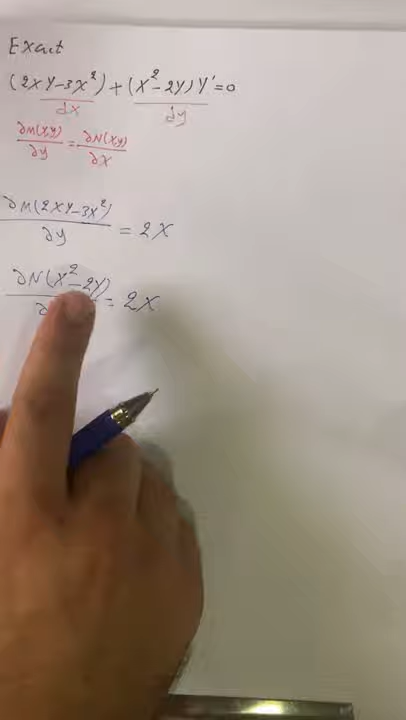 Exact
(2XY-3X²)+(X²-2Y)Y'=0
dx dy
∂M(X,Y)/∂y = ∂N(X,Y)/∂x
∂M(2XY-3X²)/∂y = 2X
∂N(X²-2Y)/∂ = 2X